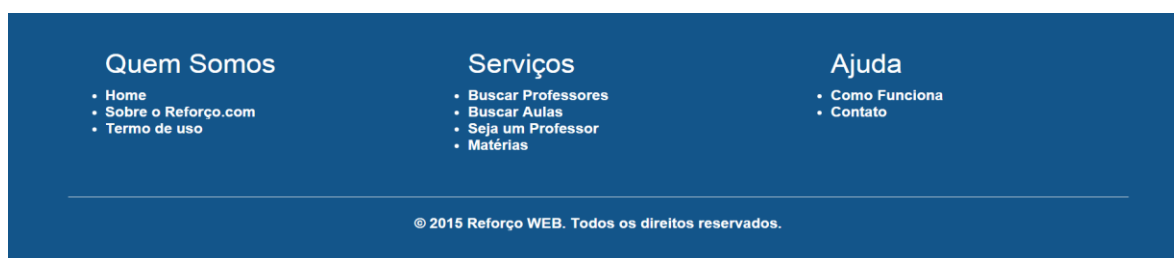 Quem Somos
• Home
• Sobre o Reforço.com
• Termo de uso
Serviços
• Buscar Professores
• Buscar Aulas
• Seja um Professor
• Matérias
Ajuda
• Como Funciona
• Contato
© 2015 Reforço WEB. Todos os direitos reservados.